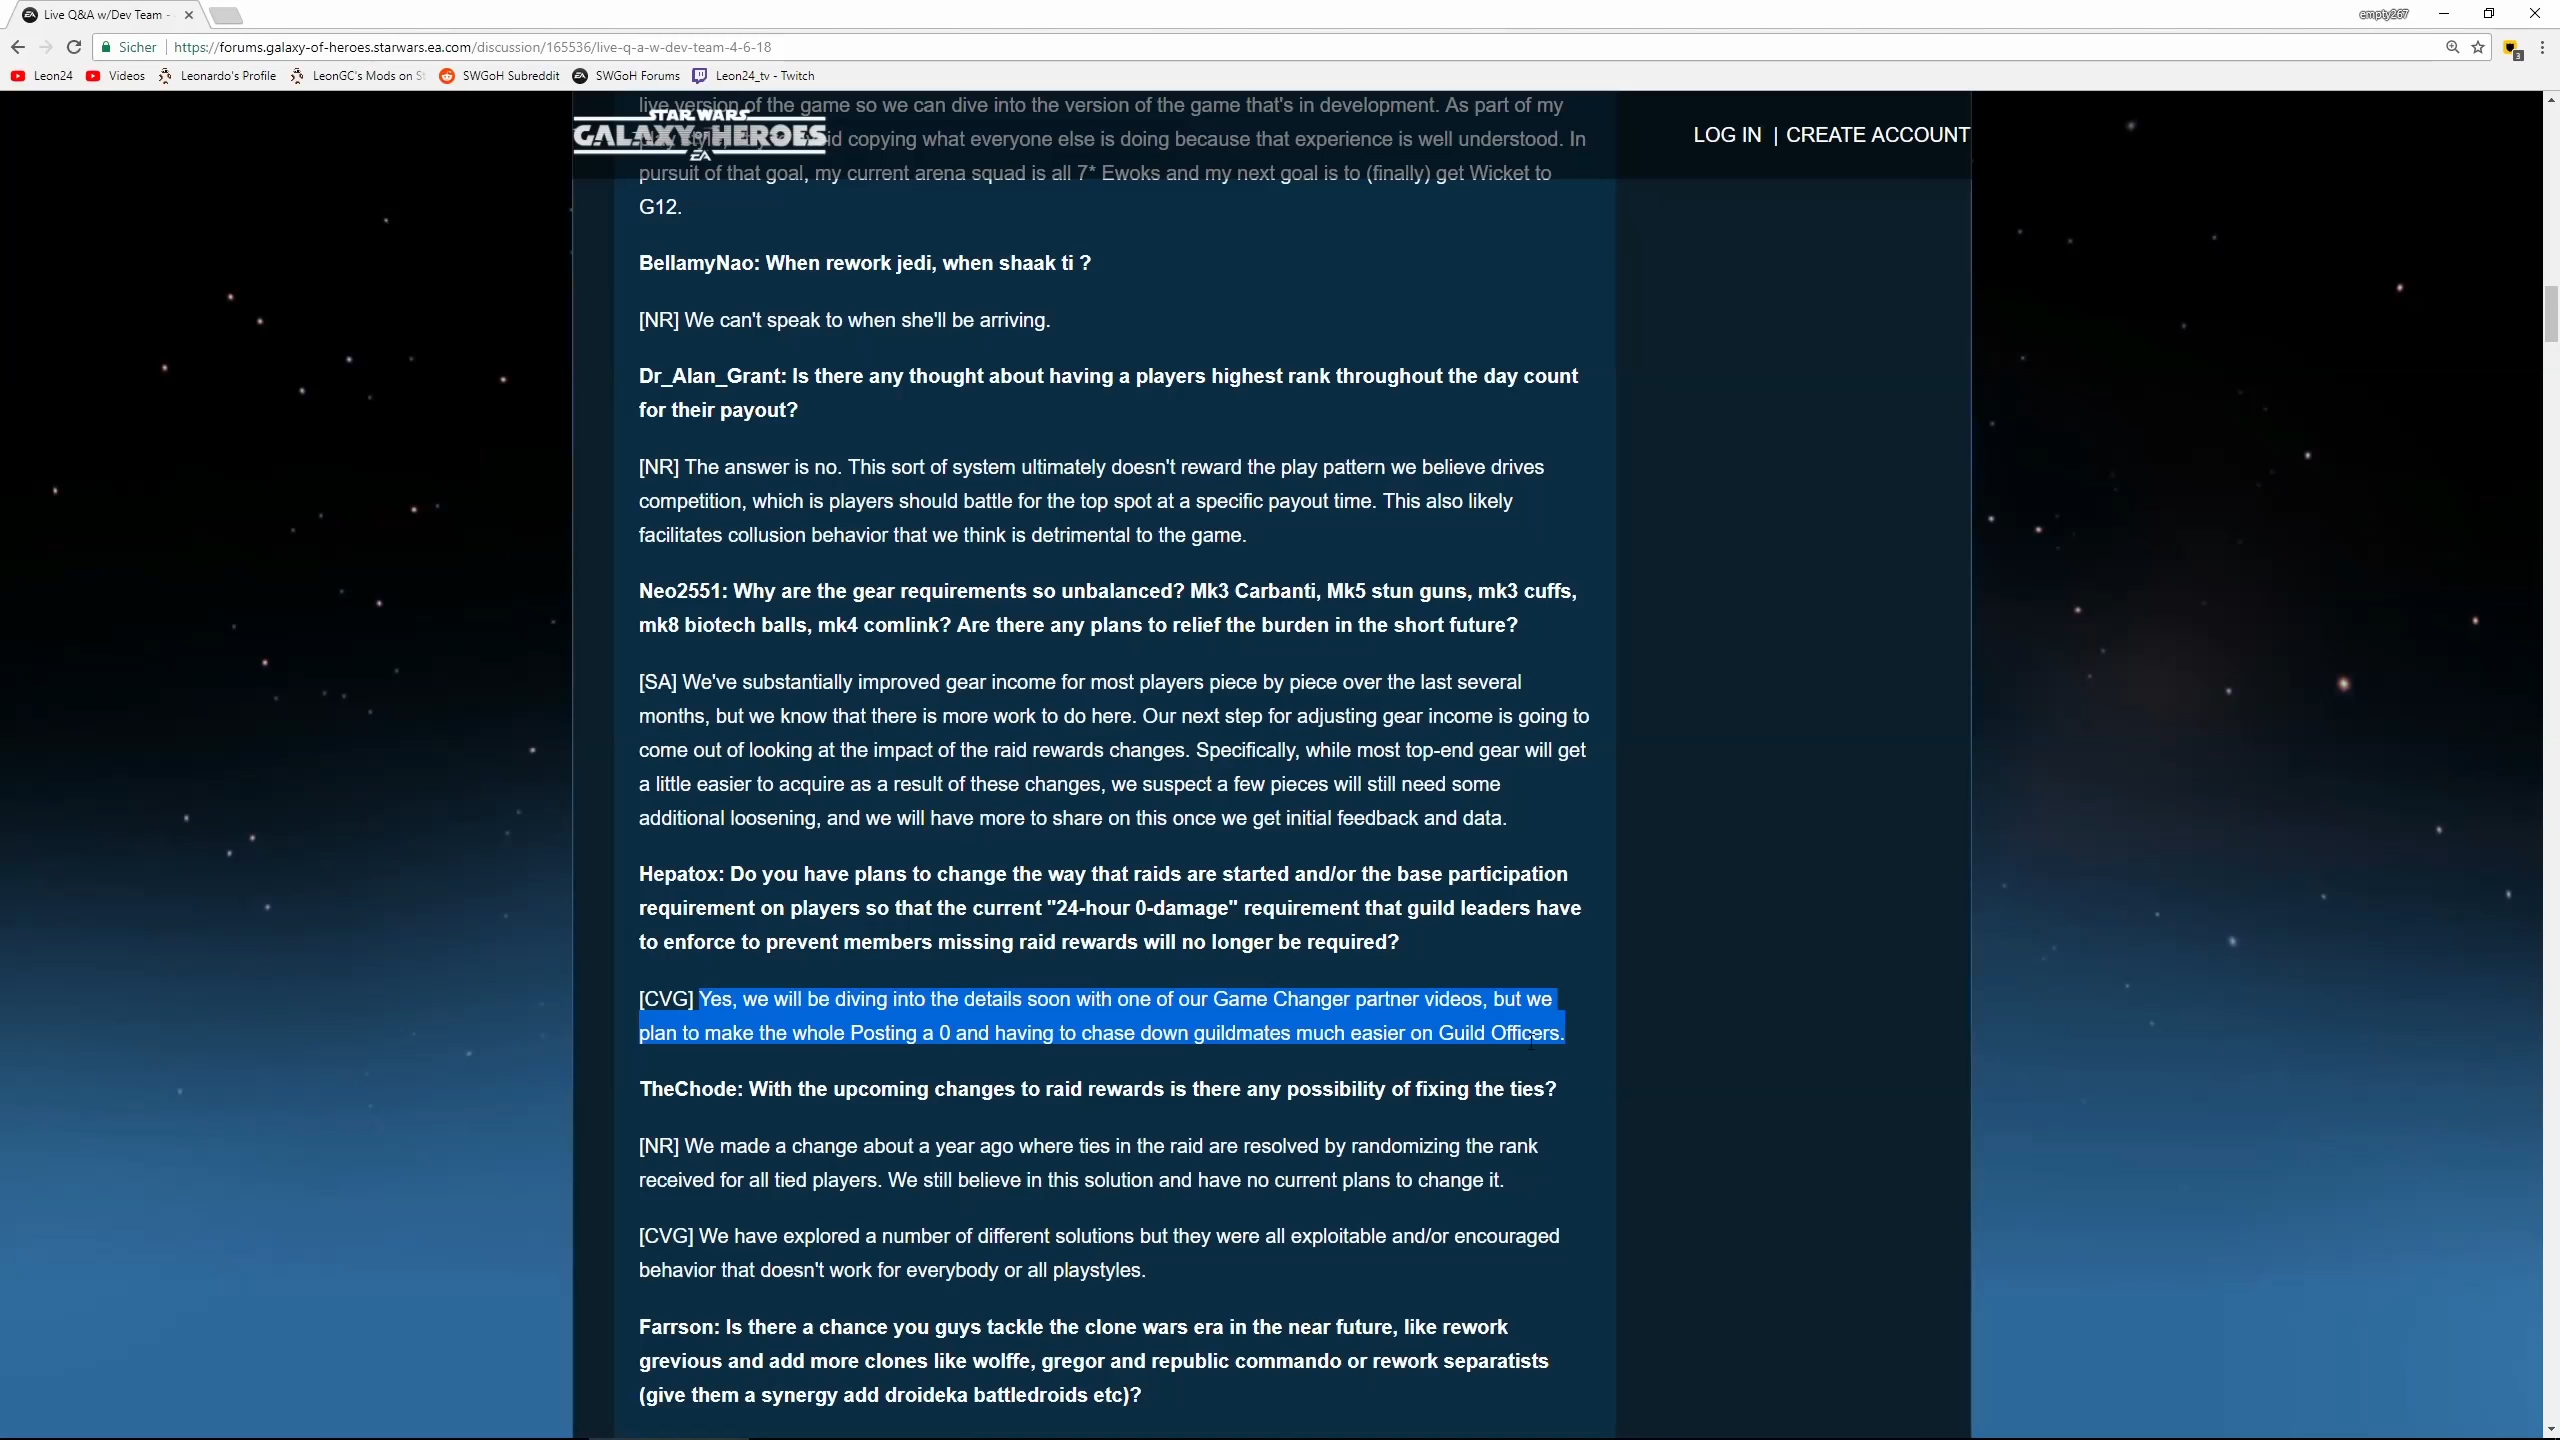 Live Q&A w/Dev Team -
empty267
Sicher https://forums.galaxy-of-heroes.starwars.ea.com/discussion/165536/live-q-a-w-dev-team-4-6-18
3
Leon24 Videos Leonardo's Profile LeonGC's Mods on S SWGoH Subreddit SWGoH Forums Leon24_tv - Twitch
STAR WARS
GALAXY OF HEROES
EA
LOG IN | CREATE ACCOUNT
live version of the game so we can dive into the version of the game that's in development. As part of my
id copying what everyone else is doing because that experience is well understood. In
pursuit of that goal, my current arena squad is all 7* Ewoks and my next goal is to (finally) get Wicket to
G12.
BellamyNao: When rework jedi, when shaak ti ?
[NR] We can't speak to when she'll be arriving.
Dr_Alan_Grant: Is there any thought about having a players highest rank throughout the day count
for their payout?
[NR] The answer is no. This sort of system ultimately doesn't reward the play pattern we believe drives
competition, which is players should battle for the top spot at a specific payout time. This also likely
facilitates collusion behavior that we think is detrimental to the game.
Neo2551: Why are the gear requirements so unbalanced? Mk3 Carbanti, Mk5 stun guns, mk3 cuffs,
mk8 biotech balls, mk4 comlink? Are there any plans to relief the burden in the short future?
[SA] We've substantially improved gear income for most players piece by piece over the last several
months, but we know that there is more work to do here. Our next step for adjusting gear income is going to
come out of looking at the impact of the raid rewards changes. Specifically, while most top-end gear will get
a little easier to acquire as a result of these changes, we suspect a few pieces will still need some
additional loosening, and we will have more to share on this once we get initial feedback and data.
Hepatox: Do you have plans to change the way that raids are started and/or the base participation
requirement on players so that the current "24-hour 0-damage" requirement that guild leaders have
to enforce to prevent members missing raid rewards will no longer be required?
[CVG] Yes, we will be diving into the details soon with one of our Game Changer partner videos, but we
plan to make the whole Posting a 0 and having to chase down guildmates much easier on Guild Officers.
TheChode: With the upcoming changes to raid rewards is there any possibility of fixing the ties?
[NR] We made a change about a year ago where ties in the raid are resolved by randomizing the rank
received for all tied players. We still believe in this solution and have no current plans to change it.
[CVG] We have explored a number of different solutions but they were all exploitable and/or encouraged
behavior that doesn't work for everybody or all playstyles.
Farrson: Is there a chance you guys tackle the clone wars era in the near future, like rework
grevious and add more clones like wolffe, gregor and republic commando or rework separatists
(give them a synergy add droideka battledroids etc)?